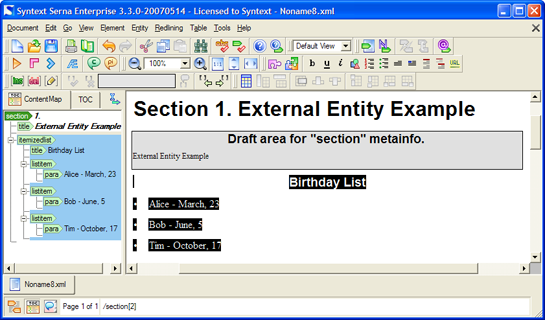 Syntext Serna Enterprise 3.3.0-20070514 - Licensed to Syntext - Noname8.xml
Document Edit Go View Element Entity Redlining Table Tools Help
Default View
100%
b u i
URL
ContentMap TOC
section 1.
title External Entity Example
itemizedlist
title Birthday List
listitem
para Alice - March, 23
listitem
para Bob - June, 5
listitem
para Tim - October, 17
Section 1. External Entity Example
Draft area for "section" metainfo.
External Entity Example
Birthday List
• Alice - March, 23
• Bob - June, 5
• Tim - October, 17
Noname8.xml
Page 1 of 1 /section[2]